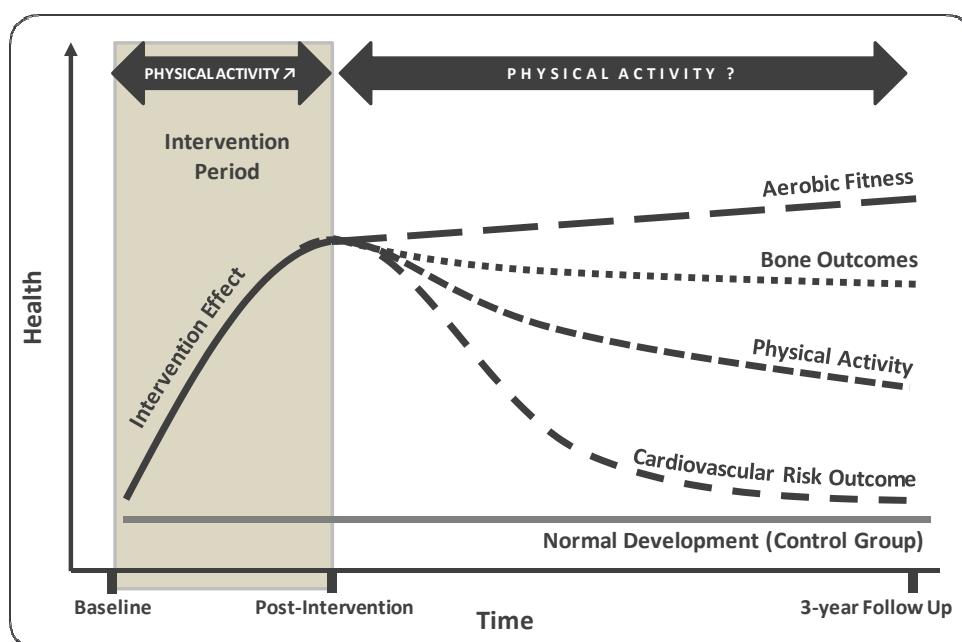 PHYSICAL ACTIVITY ↗
PHYSICAL ACTIVITY ?
Intervention
Period
Aerobic Fitness
Bone Outcomes
Intervention Effect
Health
Physical Activity
Cardiovascular Risk Outcome
Normal Development (Control Group)
Baseline
Post-Intervention
3-year Follow Up
Time